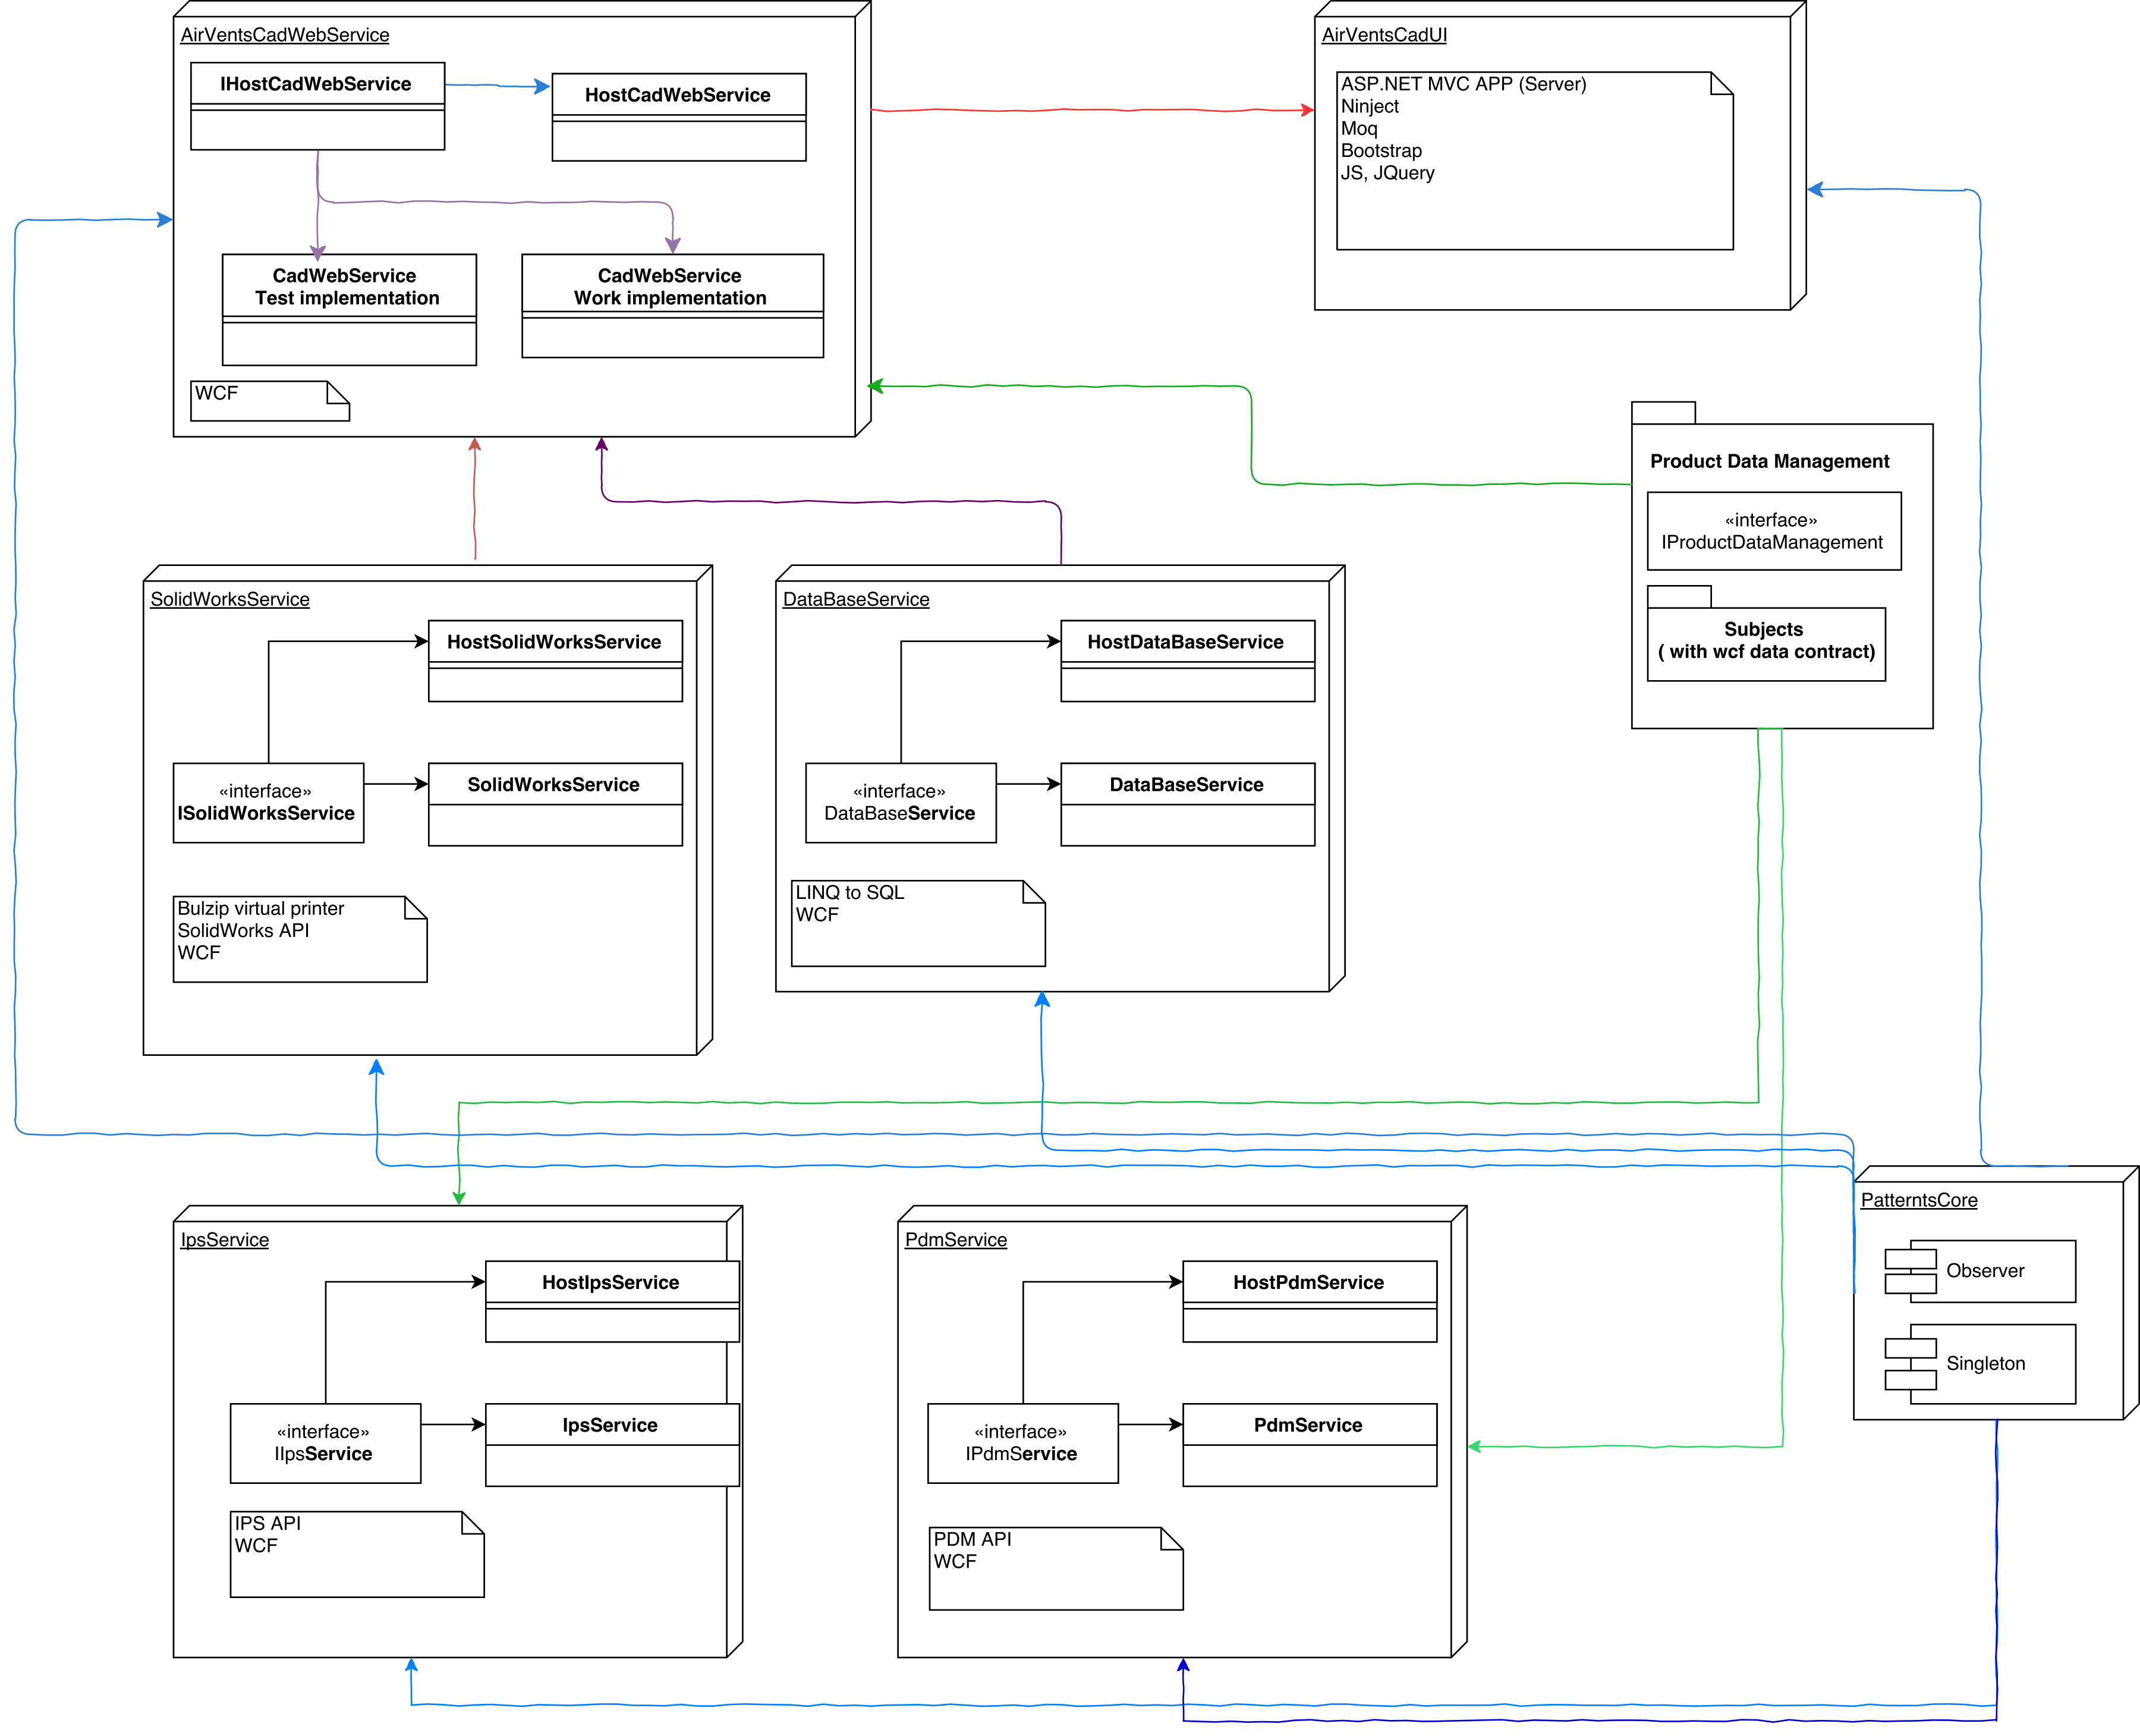 AirVentsCadWebService
IHostCadWebService
HostCadWebService
CadWebService
Test implementation
CadWebService
Work implementation
WCF
AirVentsCadUI
ASP.NET MVC APP (Server)
Ninject
Moq
Bootstrap
JS, JQuery
Product Data Management
«interface»
IProductDataManagement
Subjects
( with wcf data contract)
SolidWorksService
HostSolidWorksService
«interface»
ISolidWorksService
SolidWorksService
Bulzip virtual printer
SolidWorks API
WCF
DataBaseService
HostDataBaseService
«interface»
DataBaseService
DataBaseService
LINQ to SQL
WCF
IpsService
HostIpsService
«interface»
IIpsService
IpsService
IPS API
WCF
PdmService
HostPdmService
«interface»
IPdmService
PdmService
PDM API
WCF
PatterntsCore
Observer
Singleton